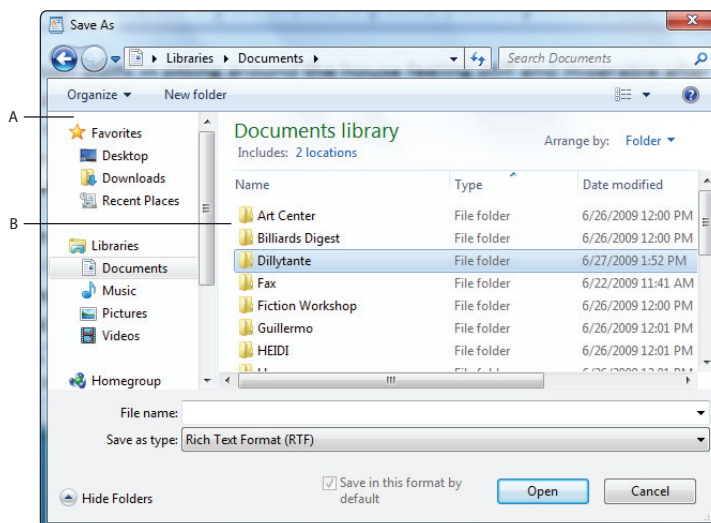 Save As
Libraries Documents
Search Documents
Organize
New folder
A
Favorites
Desktop
Downloads
Recent Places
Libraries
Documents
Music
Pictures
Videos
Homegroup
Documents library
Includes: 2 locations
Arrange by: Folder
Name Type Date modified
B
Art Center File folder 6/26/2009 12:00 PM
Billiards Digest File folder 6/26/2009 12:00 PM
Dillytante File folder 6/27/2009 1:52 PM
Fax File folder 6/22/2009 11:41 AM
Fiction Workshop File folder 6/26/2009 12:00 PM
Guillermo File folder 6/26/2009 12:01 PM
HEIDI File folder 6/26/2009 12:01 PM
File name:
Save as type: Rich Text Format (RTF)
Hide Folders
Save in this format by
default
Open
Cancel